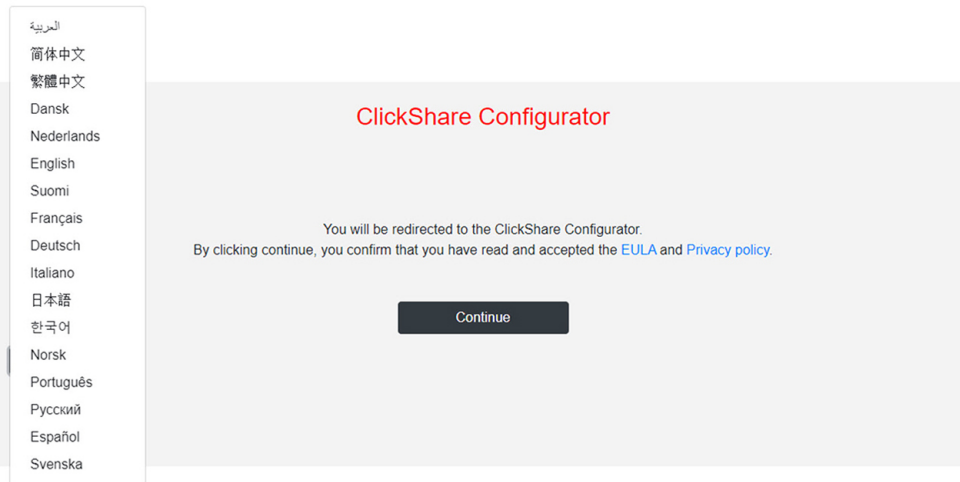 العربية
简体中文
繁體中文
Dansk
Nederlands
English
Suomi
Français
Deutsch
Italiano
日本語
한국어
Norsk
Português
Русский
Español
Svenska
ClickShare Configurator
You will be redirected to the ClickShare Configurator.
By clicking continue, you confirm that you have read and accepted the EULA and Privacy policy.
Continue